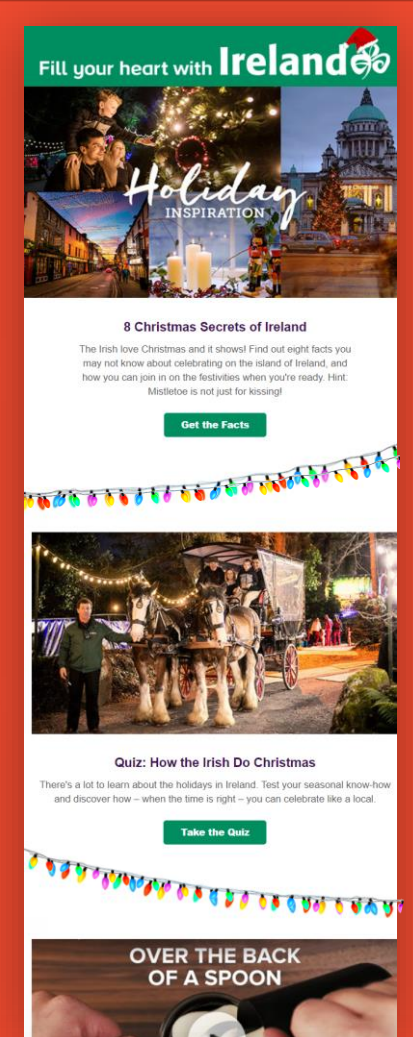 Fill your heart with Ireland
Holiday
INSPIRATION
8 Christmas Secrets of Ireland
The Irish love Christmas and it shows! Find out eight facts you
may not know about celebrating on the island of Ireland, and
how you can join in on the festivities when you're ready. Hint:
Mistletoe is not just for kissing!
Get the Facts
Quiz: How the Irish Do Christmas
There's a lot to learn about the holidays in Ireland. Test your seasonal know-how
and discover how – when the time is right – you can celebrate like a local.
Take the Quiz
OVER THE BACK
OF A SPOON